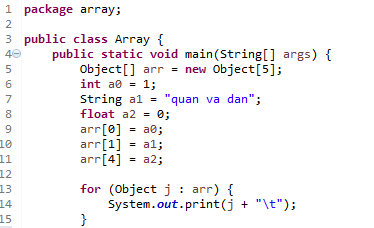 1 package array;
2
3 public class Array {
4 public static void main(String[] args) {
5 Object[] arr = new Object[5];
6 int a0 = 1;
7 String a1 = "quan va dan";
8 float a2 = 0;
9 arr[0] = a0;
10 arr[1] = a1;
11 arr[4] = a2;
12
13 for (Object j : arr) {
14 System.out.print(j + "\t");
15 }